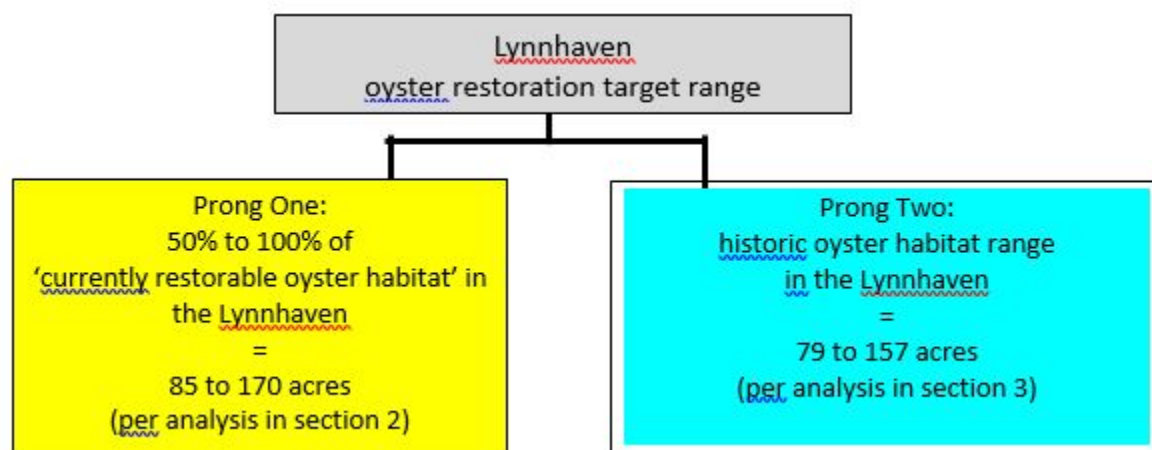 Lynnhaven
oyster restoration target range
Prong One:
50% to 100% of
‘currently restorable oyster habitat’ in
the Lynnhaven
=
85 to 170 acres
(per analysis in section 2)
Prong Two:
historic oyster habitat range
in the Lynnhaven
=
79 to 157 acres
(per analysis in section 3)